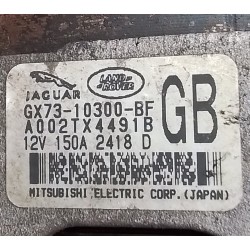 JAGUAR
LAND
ROVER
GX73-10300-BF
A002TX4491B
12V 150A 2418 D
GB
MITSUBISHI ELECTRIC CORP. (JAPAN)